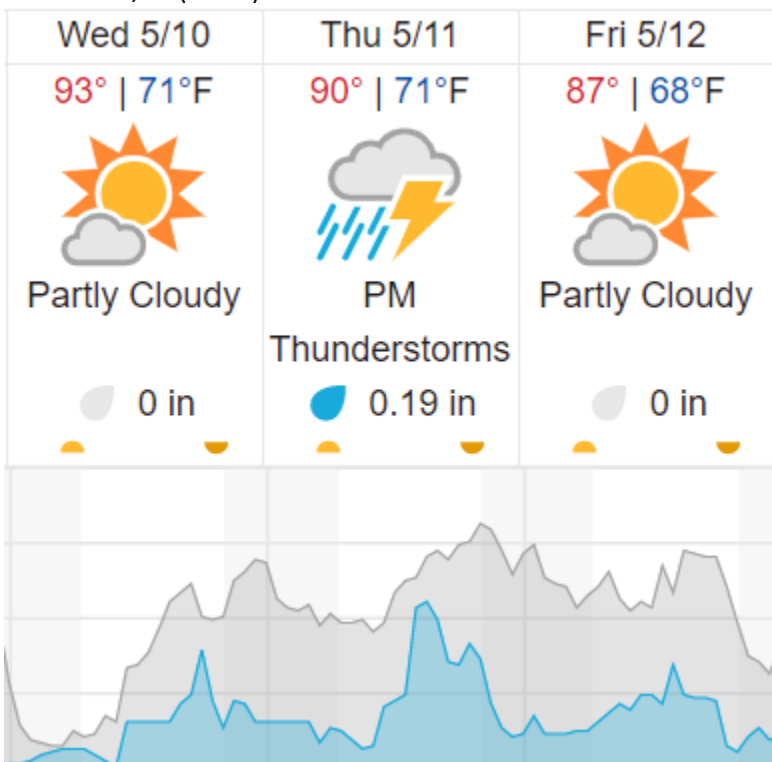 Wed 5/10 Thu 5/11 Fri 5/12
93° | 71°F 90° | 71°F 87° | 68°F
Partly Cloudy PM Partly Cloudy
Thunderstorms
0 in 0.19 in 0 in